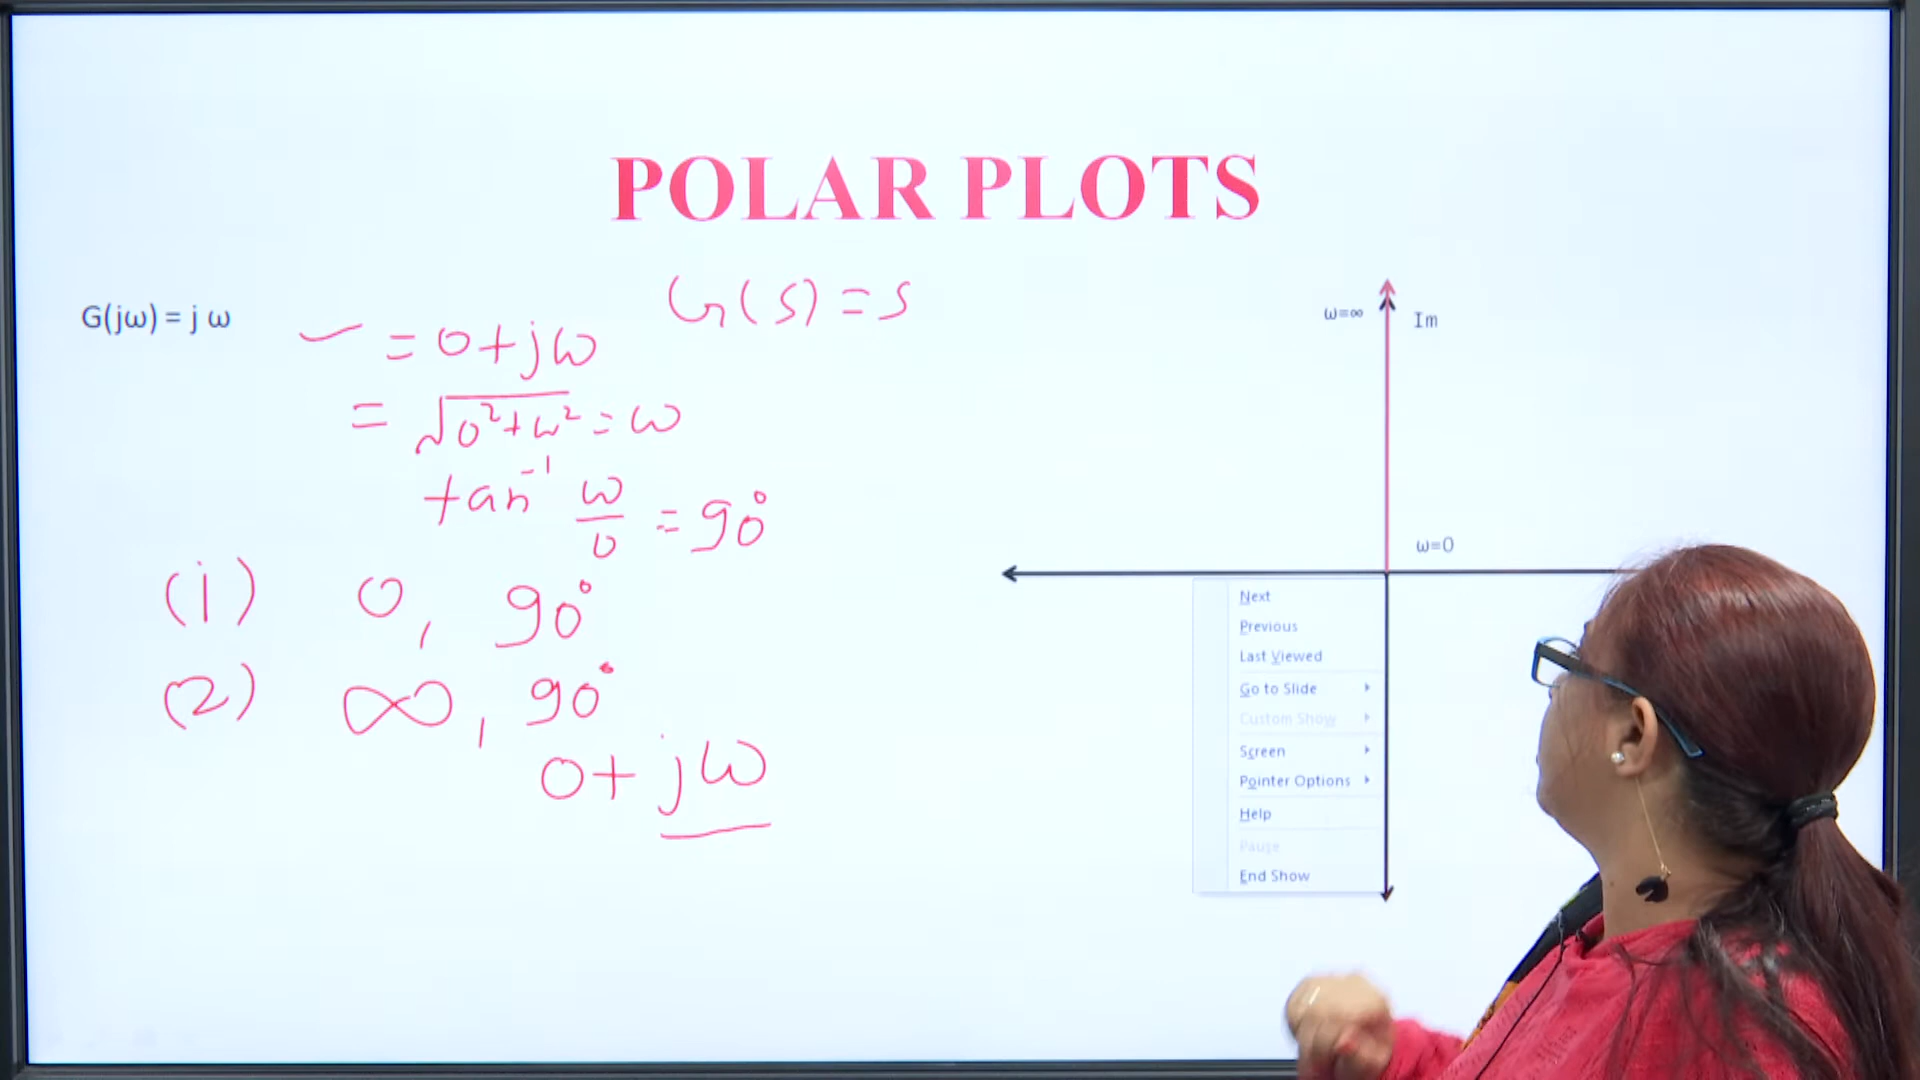 POLAR PLOTS
G(jω) = j ω
G(s) = s
= 0+jω
= √0²+ω² = ω
tan⁻¹ ω/0 = 90°
(1) 0, 90°
(2) ∞, 90°
0+jω
ω=∞
Im
ω=0
Next
Previous
Last Viewed
Go to Slide
Custom Show
Screen
Pointer Options
Help
Pause
End Show